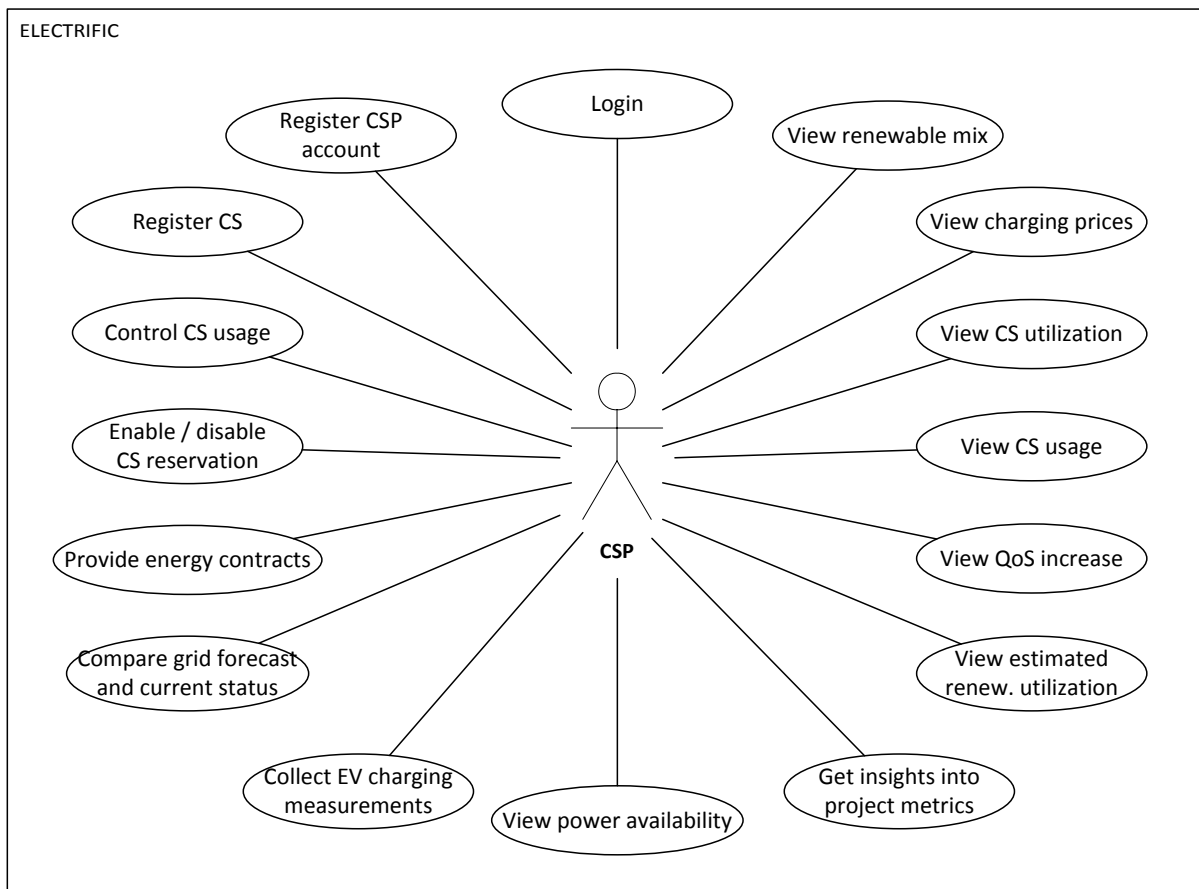 ELECTRIFIC
Login
Register CSP
account
View renewable mix
Register CS
View charging prices
Control CS usage
View CS utilization
Enable / disable
CS reservation
View CS usage
CSP
Provide energy contracts
View QoS increase
Compare grid forecast
and current status
View estimated
renew. utilization
Collect EV charging
measurements
View power availability
Get insights into
project metrics